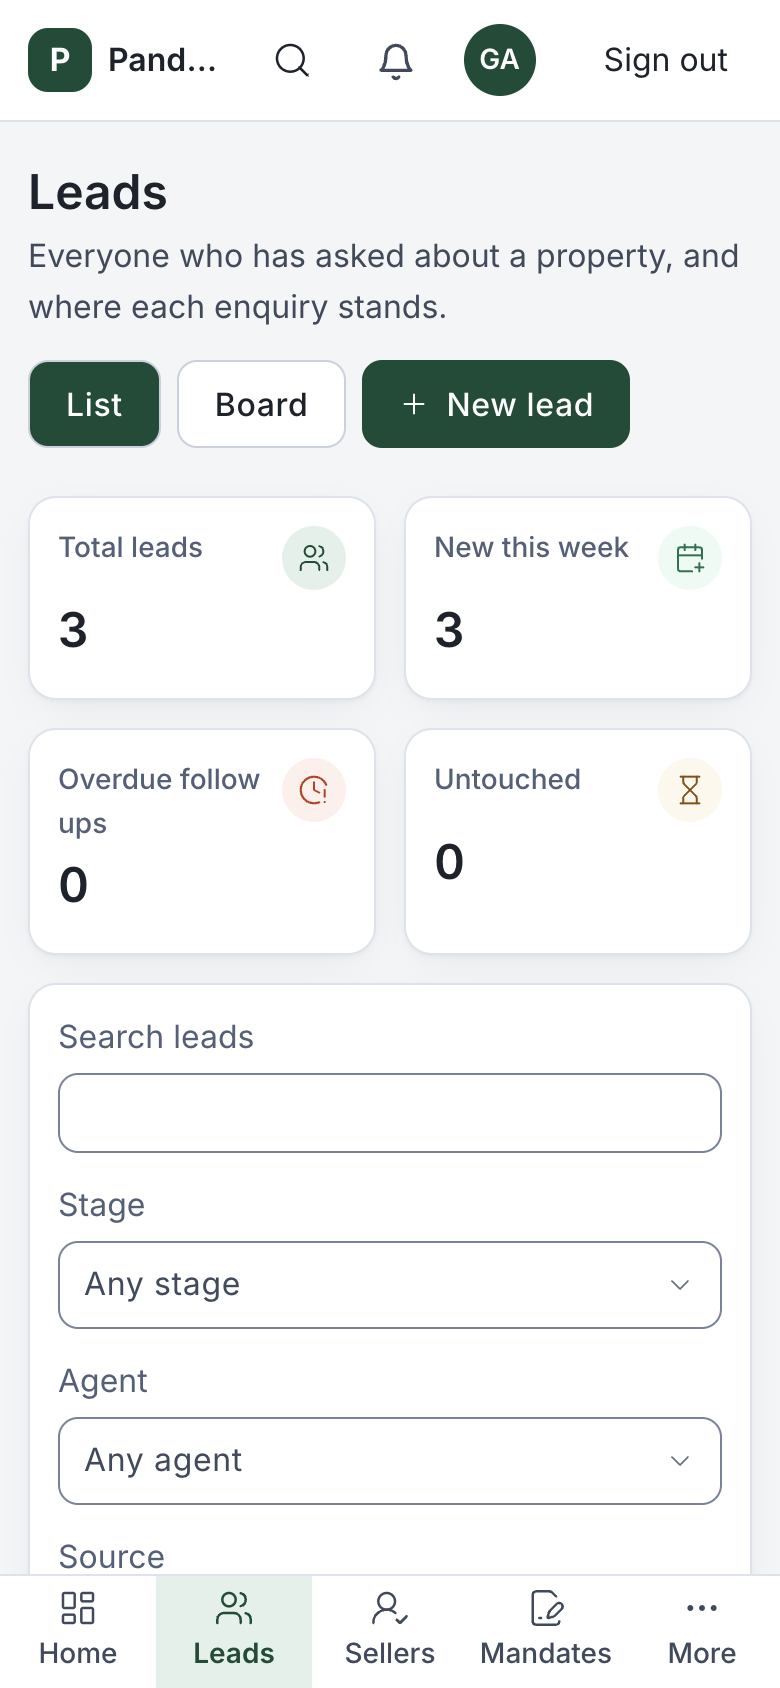 P Pand... GA Sign out
Leads
Everyone who has asked about a property, and
where each enquiry stands.
List Board + New lead
Total leads
3
New this week
3
Overdue follow
ups
0
Untouched
0
Search leads
Stage
Any stage
Agent
Any agent
Source
Home Leads Sellers Mandates More